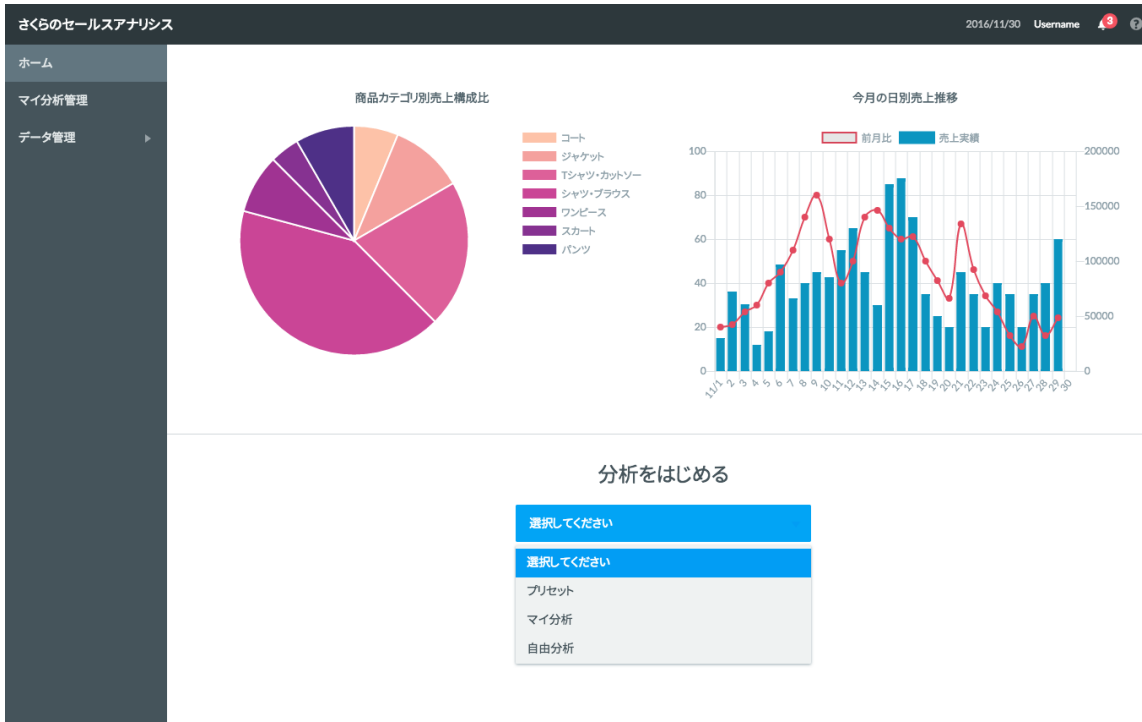 さくらのセールスアナリシス
2016/11/30 Username 3 ?
ホーム
マイ分析管理
データ管理
商品カテゴリ別売上構成比
コート
ジャケット
Tシャツ・カットソー
シャツ・ブラウス
ワンピース
スカート
パンツ
今月の日別売上推移
前月比 売上実績
100 200000
80 150000
60 100000
40 50000
20
0 0
11/1 2 3 4 5 6 7 8 9 10 11 12 13 14 15 16 17 18 19 20 21 22 23 24 25 26 27 28 29 30
分析をはじめる
選択してください
選択してください
プリセット
マイ分析
自由分析